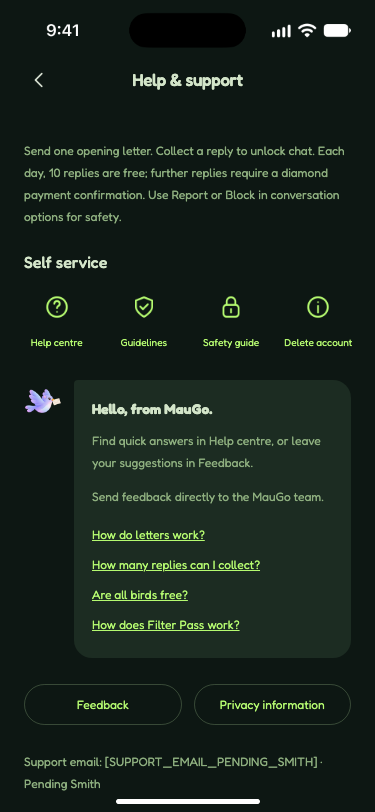 9:41
Help & support
Send one opening letter. Collect a reply to unlock chat. Each
day, 10 replies are free; further replies require a diamond
payment confirmation. Use Report or Block in conversation
options for safety.
Self service
Help centre
Guidelines
Safety guide
Delete account
Hello, from MauGo.
Find quick answers in Help centre, or leave
your suggestions in Feedback.
Send feedback directly to the MauGo team.
How do letters work?
How many replies can I collect?
Are all birds free?
How does Filter Pass work?
Feedback
Privacy information
Support email: [SUPPORT_EMAIL_PENDING_SMITH] ·
Pending Smith